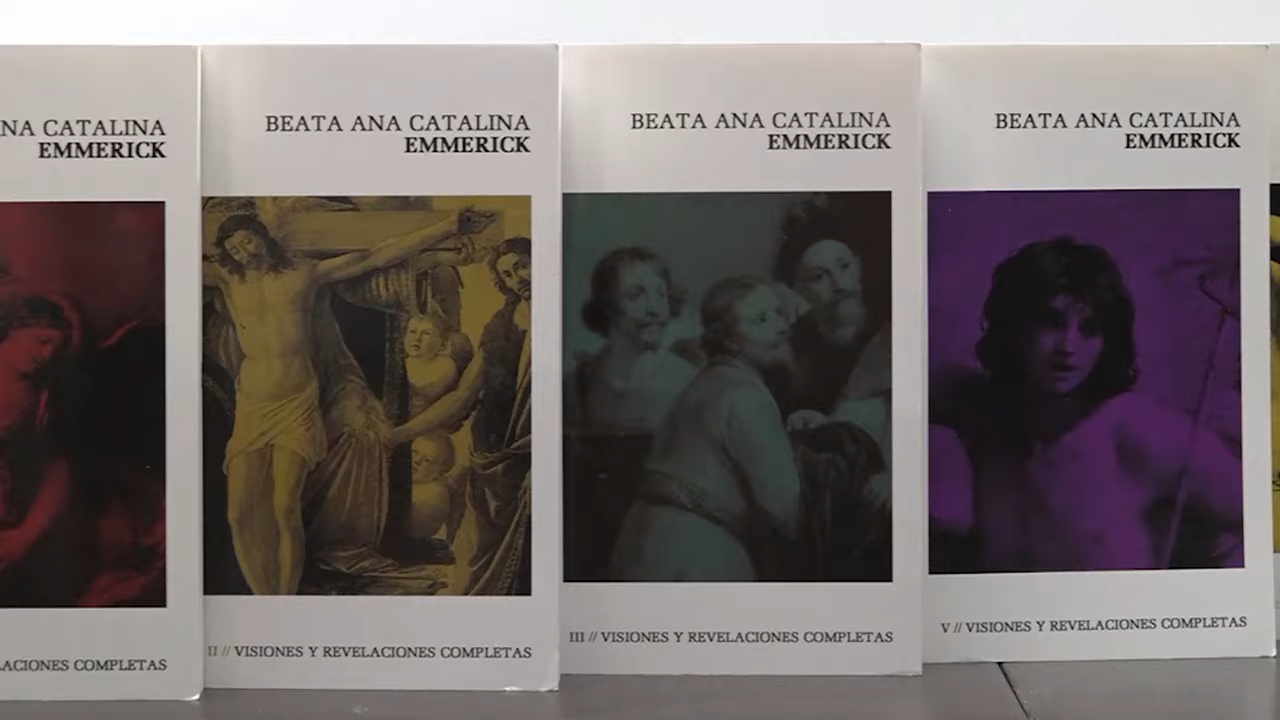 NA CATALINA
EMMERICK
ACIONES COMPLETAS
BEATA ANA CATALINA
EMMERICK
II // VISIONES Y REVELACIONES COMPLETAS
BEATA ANA CATALINA
EMMERICK
III // VISIONES Y REVELACIONES COMPLETAS
BEATA ANA CATALINA
EMMERICK
V // VISIONES Y REVELACIONES COMPLETAS